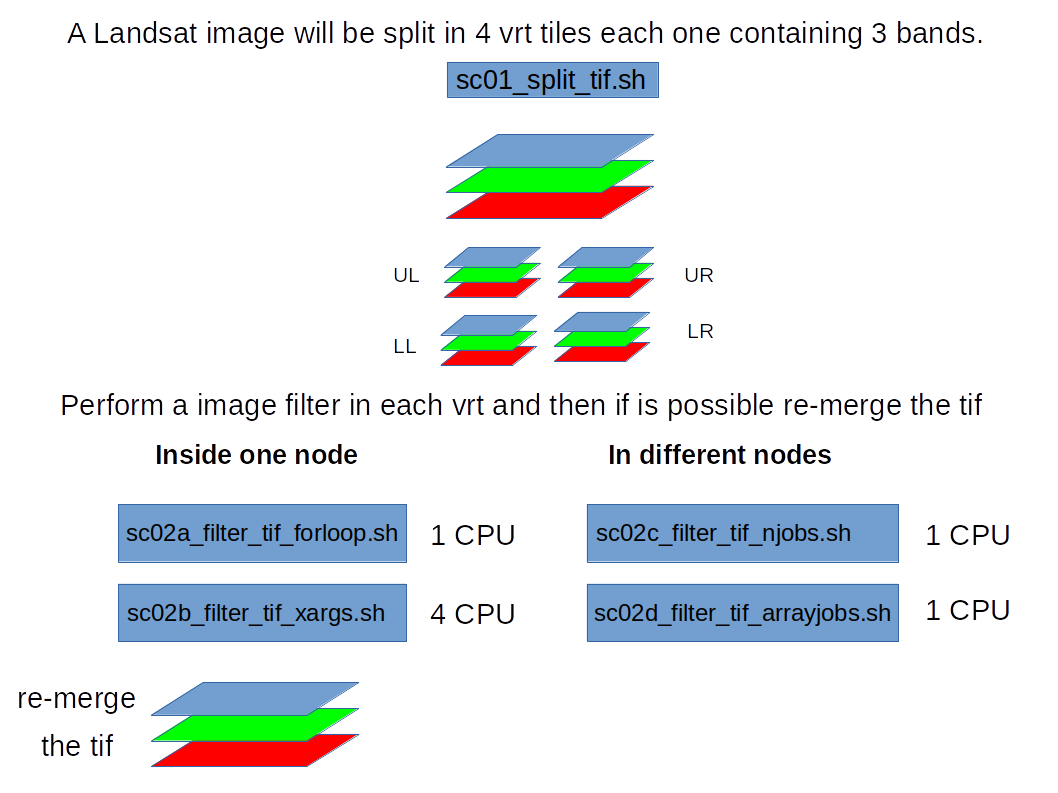 A Landsat image will be split in 4 vrt tiles each one containing 3 bands.
sc01_split_tif.sh
UL
UR
LL
LR
Perform a image filter in each vrt and then if is possible re-merge the tif
Inside one node
In different nodes
sc02a_filter_tif_forloop.sh
1 CPU
sc02c_filter_tif_njobs.sh
1 CPU
sc02b_filter_tif_xargs.sh
4 CPU
sc02d_filter_tif_arrayjobs.sh
1 CPU
re-merge
the tif